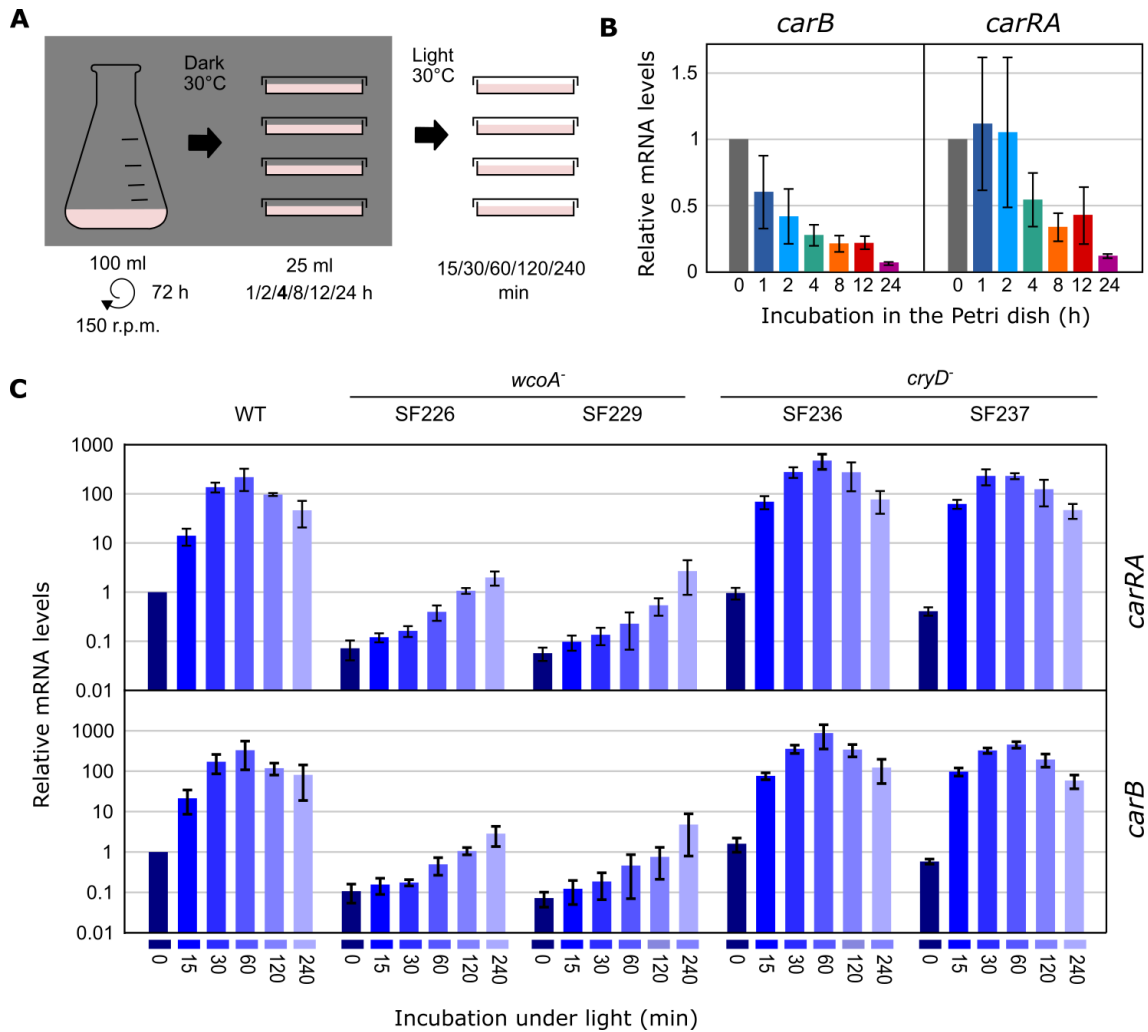 A
Dark
30°C
Light
30°C
100 ml
72 h
150 r.p.m.
25 ml
1/2/4/8/12/24 h
15/30/60/120/240
min
B
carB
carRA
Relative mRNA levels
1.5
1
0.5
0
0 1 2 4 8 12 24
0 1 2 4 8 12 24
Incubation in the Petri dish (h)
C
wcoA-
cryD-
WT
SF226
SF229
SF236
SF237
Relative mRNA levels
1000
100
10
1
0.1
0.01
carRA
1000
100
10
1
0.1
0.01
carB
0 15 30 60 120 240
0 15 30 60 120 240
0 15 30 60 120 240
0 15 30 60 120 240
0 15 30 60 120 240
Incubation under light (min)